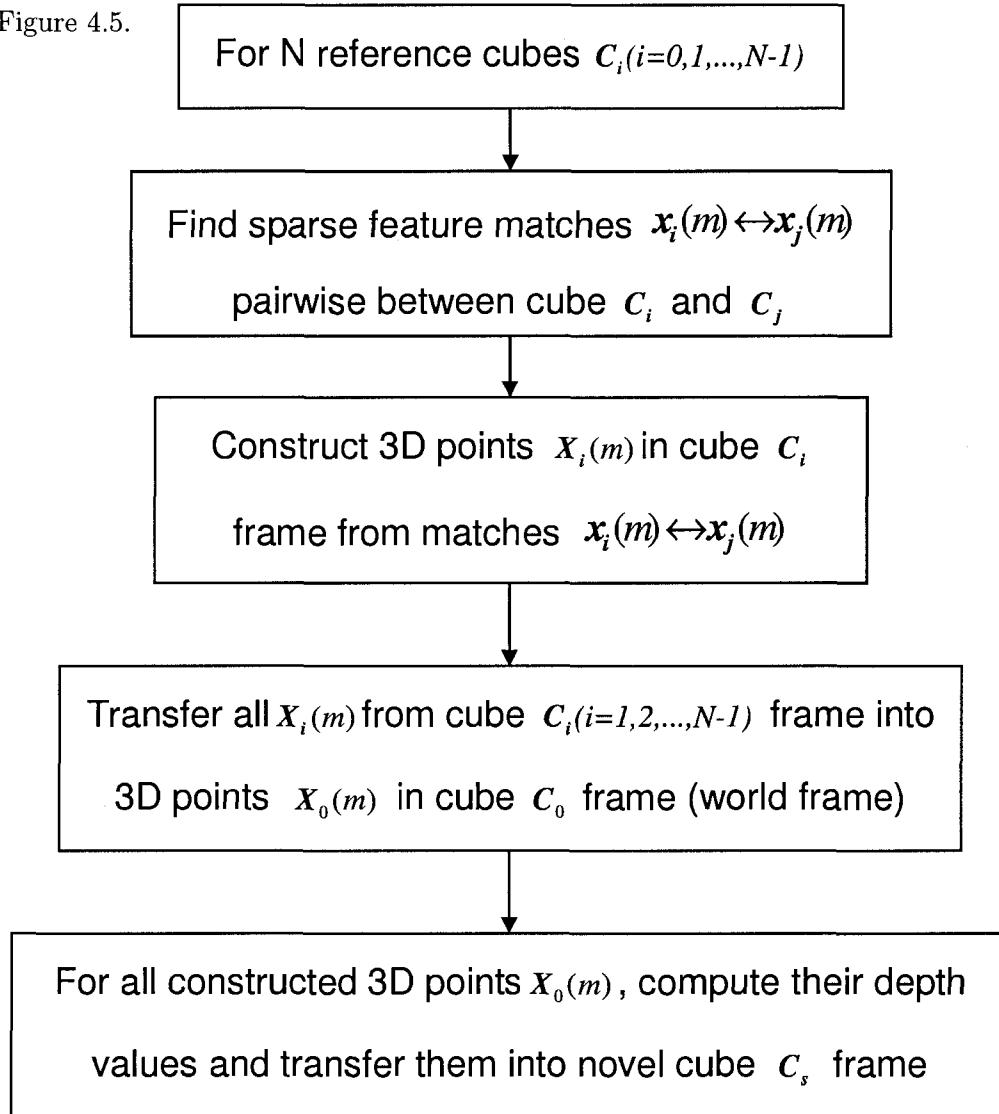 Figure 4.5.
For N reference cubes C_i(i=0,1,...,N-1)
Find sparse feature matches x_i(m)↔x_j(m)
pairwise between cube C_i and C_j
Construct 3D points X_i(m) in cube C_i
frame from matches x_i(m)↔x_j(m)
Transfer all X_i(m) from cube C_i(i=1,2,...,N-1) frame into
3D points X_0(m) in cube C_0 frame (world frame)
For all constructed 3D points X_0(m), compute their depth
values and transfer them into novel cube C_s frame